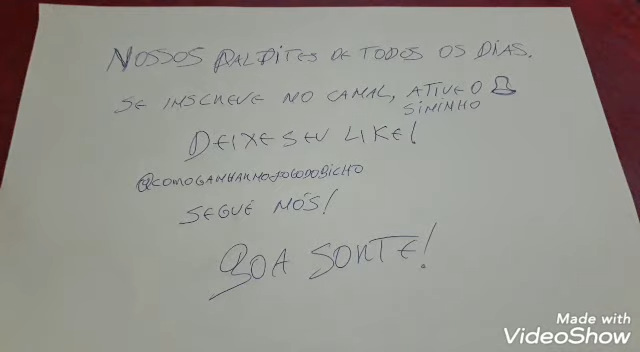 NOSSOS PALPITES DE TODOS OS DIAS.
SE INSCREVE NO CANAL, ATIVE O
SININHO
DEIXE SEU LIKE!
@COMOGANHARNOJOGODOBICHO
SEGUE NÓS!
BOA SORTE!
Made with
VideoShow